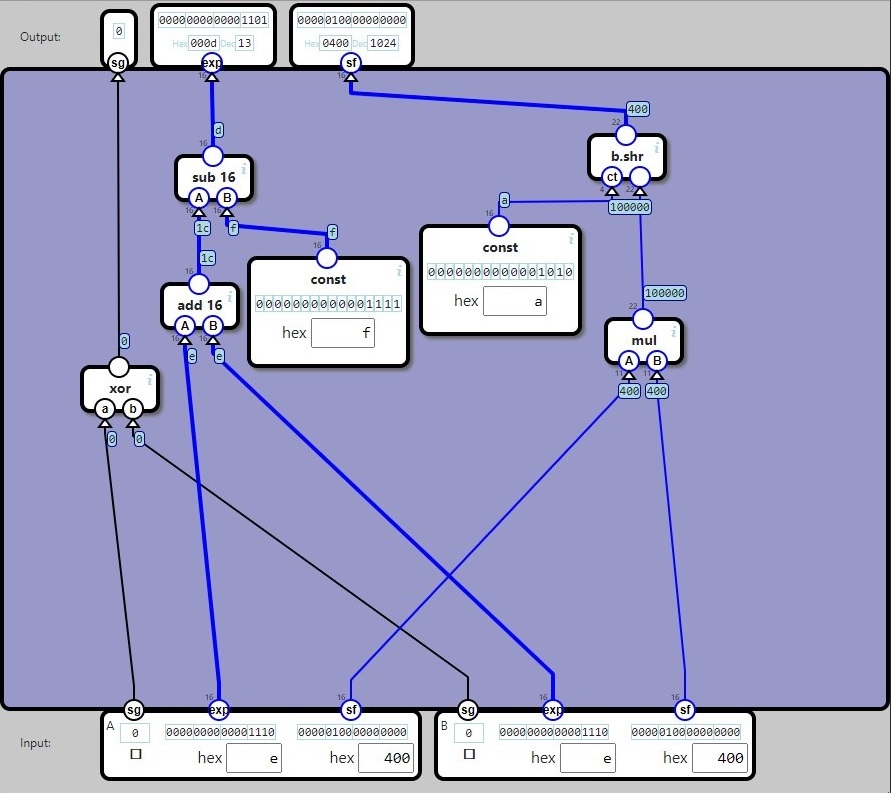 Output:
0
0000000000001101
Hex 000d Dec 13
0000010000000000
Hex 0400 Dec 1024
sg
exp
sf
16
16
400
22
d
16
b.shr
i
sub 16
i
ct
4
22
A
B
a
100000
16
16
16
1c
f
f
16
const
i
0000000000001010
hex a
16
const
i
0000000000001111
hex f
1c
16
add 16
i
A
B
16
16
e
e
100000
22
mul
i
A
B
11
11
400
400
0
xor
i
a
b
0
0
16
16
16
16
sg
exp
sf
sg
exp
sf
Input:
A
0
0000000000001110
0000010000000000
hex e
hex 400
B
0
0000000000001110
0000010000000000
hex e
hex 400